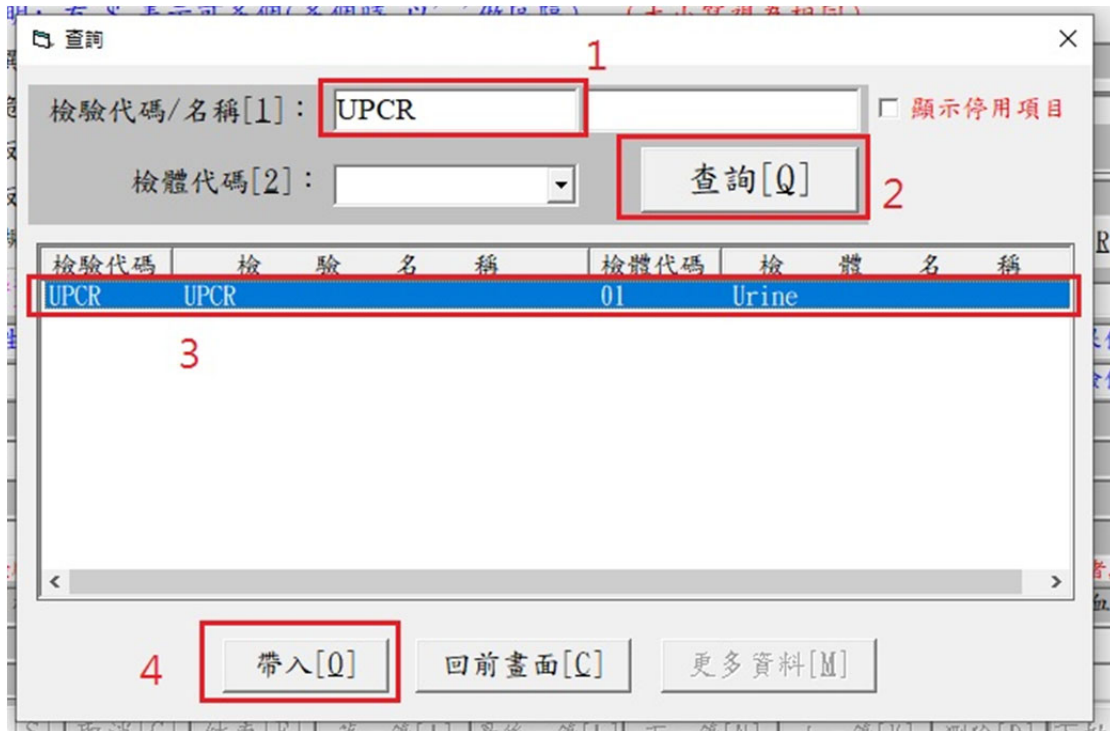 查詢
1
檢驗代碼/名稱[1]： UPCR
顯示停用項目
檢體代碼[2]：
查詢[Q]
2
檢驗代碼 檢 驗 名 稱 檢體代碼 檢 體 名 稱
UPCR UPCR 01 Urine
3
4
帶入[O] 回前畫面[C] 更多資料[M]